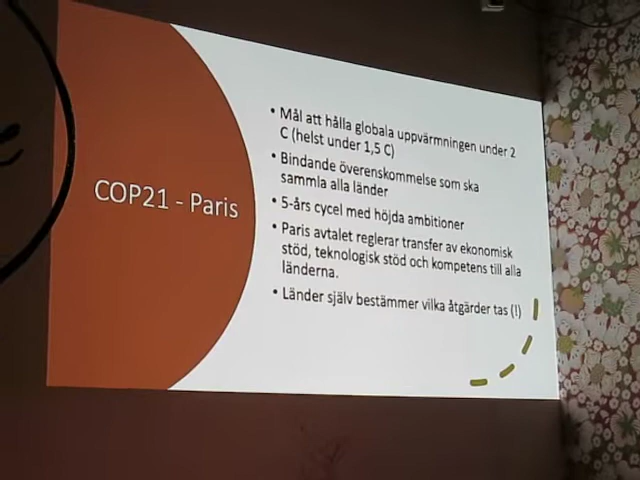 COP21 - Paris
• Mål att hålla globala uppvärmningen under 2
C (helst under 1,5 C)
• Bindande överenskommelse som ska
sammla alla länder
• 5-års cycel med höjda ambitioner
• Paris avtalet reglerar transfer av ekonomisk
stöd, teknologisk stöd och kompetens till alla
länderna.
• Länder själv bestämmer vilka åtgärder tas (!)